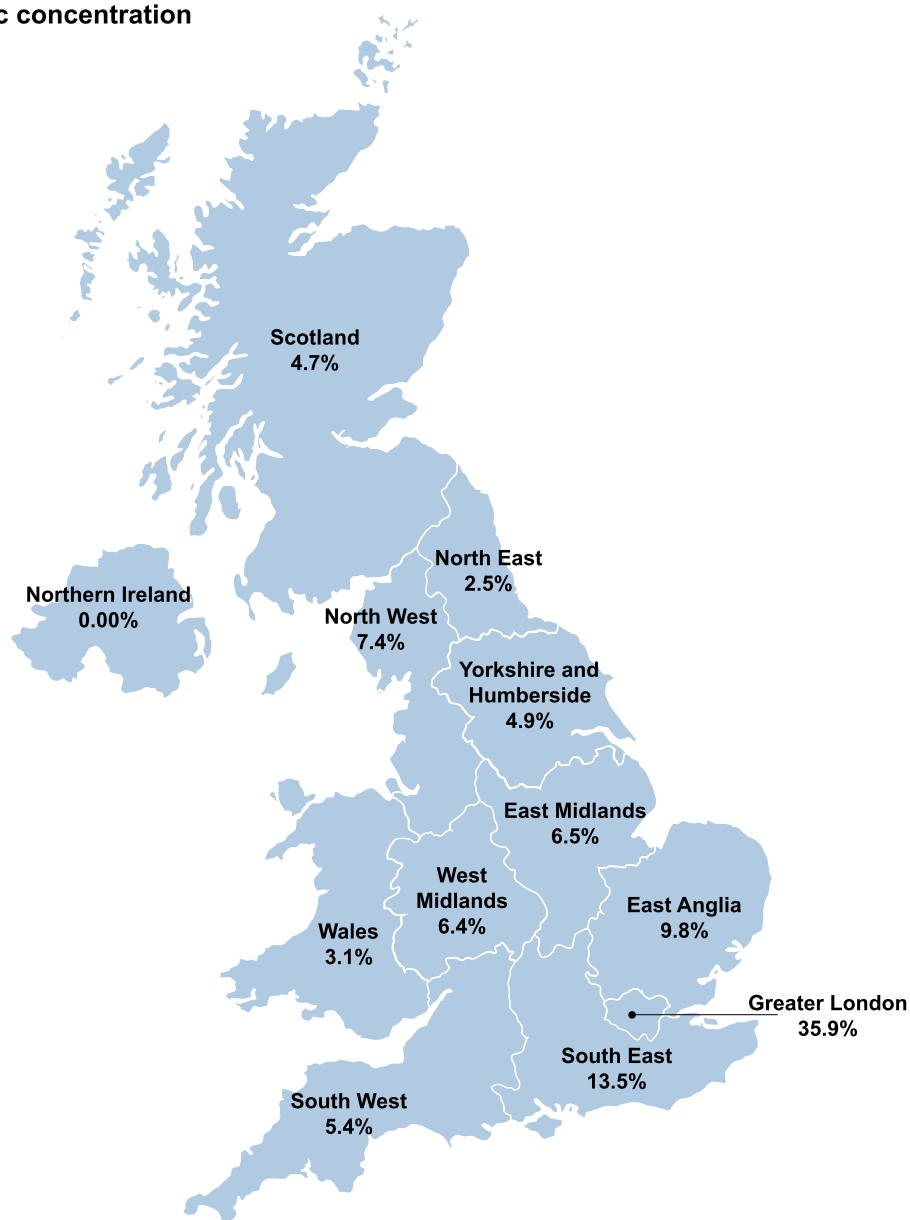 concentration
Scotland
4.7%
North East
2.5%
Northern Ireland
0.00%
North West
7.4%
Yorkshire and
Humberside
4.9%
East Midlands
6.5%
West
Midlands
6.4%
East Anglia
9.8%
Wales
3.1%
Greater London
35.9%
South East
13.5%
South West
5.4%